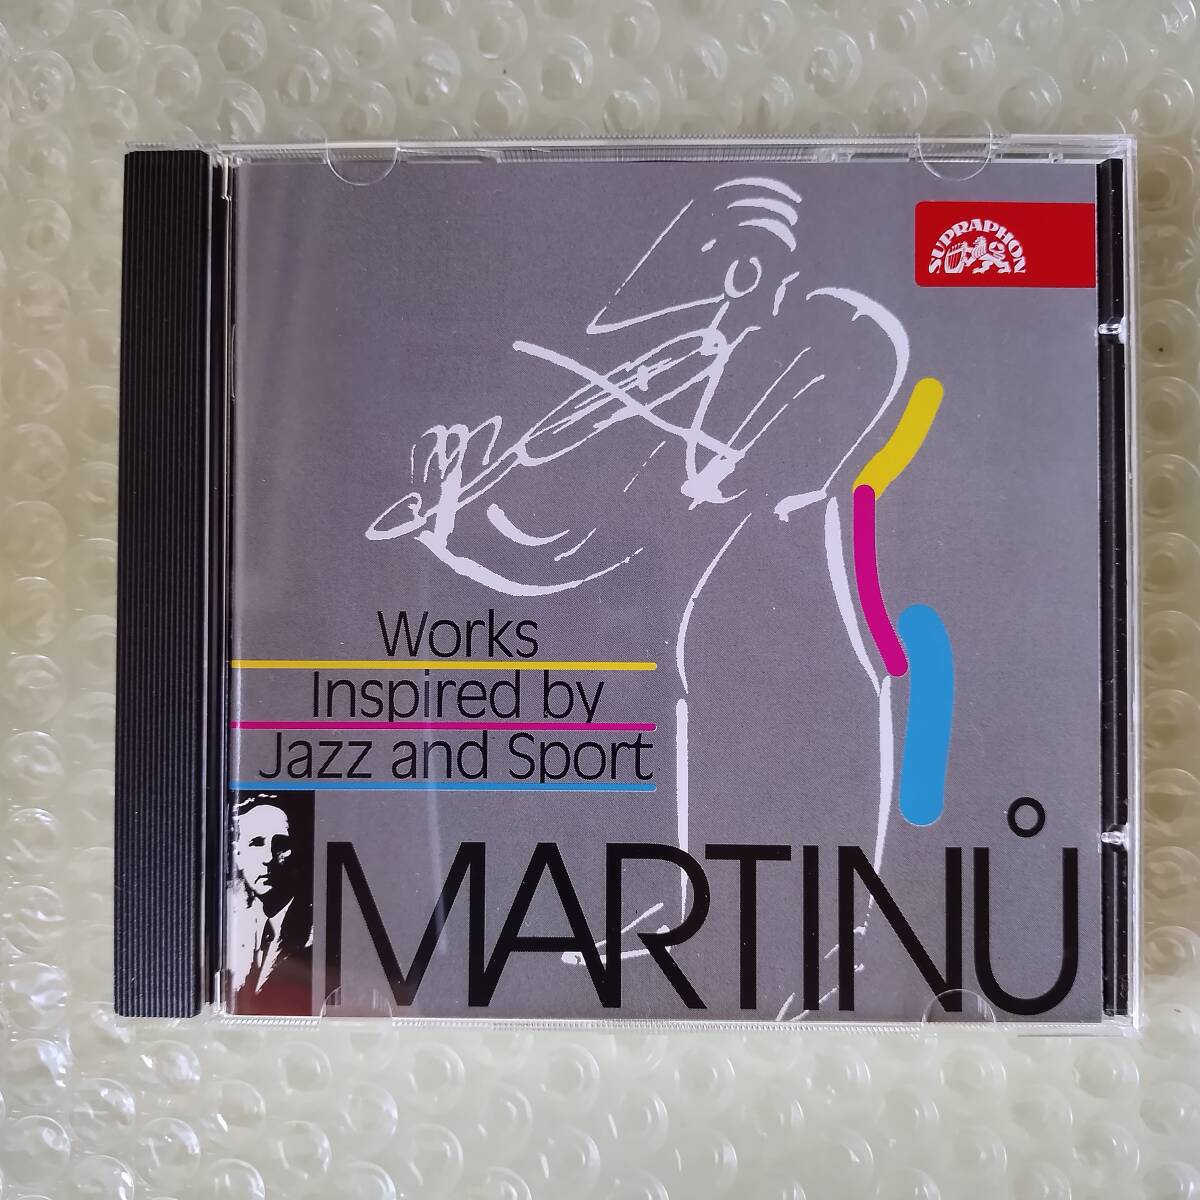 SUPRAPHON
Works
Inspired by
Jazz and Sport
MARTINŮ